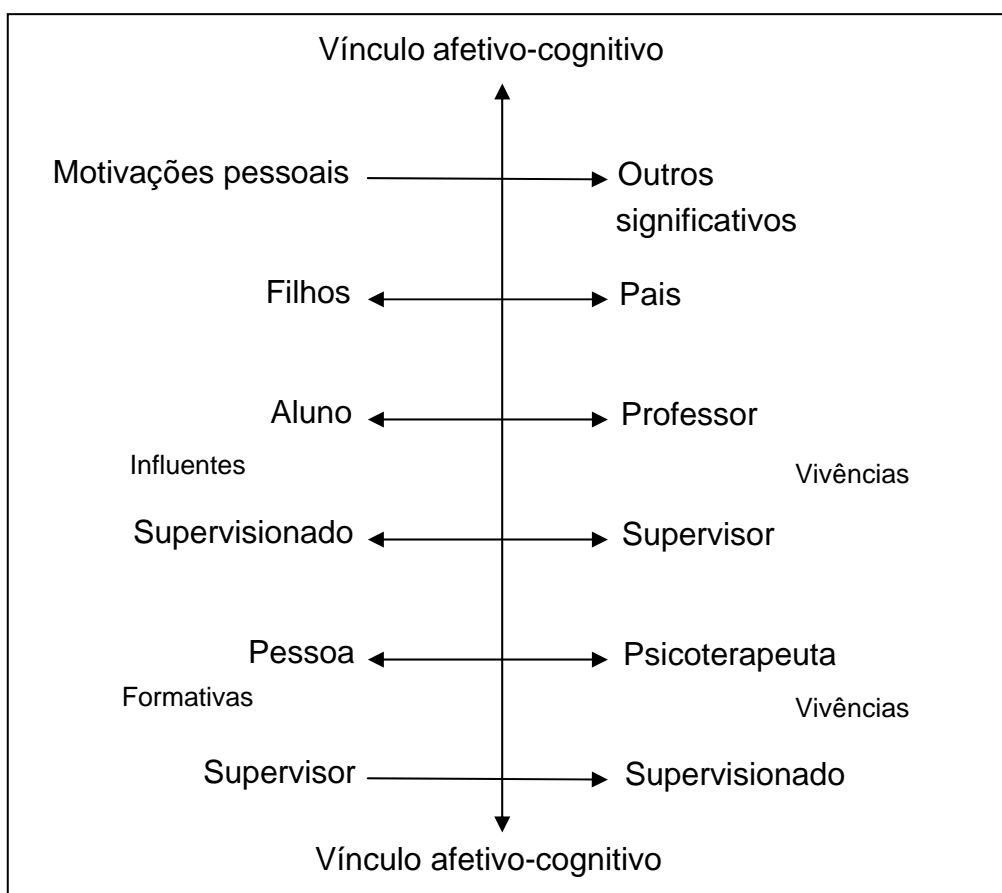 Vínculo afetivo-cognitivo
Motivações pessoais
Outros
significativos
Filhos
Pais
Aluno
Professor
Influentes
Vivências
Supervisionado
Supervisor
Pessoa
Psicoterapeuta
Formativas
Vivências
Supervisor
Supervisionado
Vínculo afetivo-cognitivo